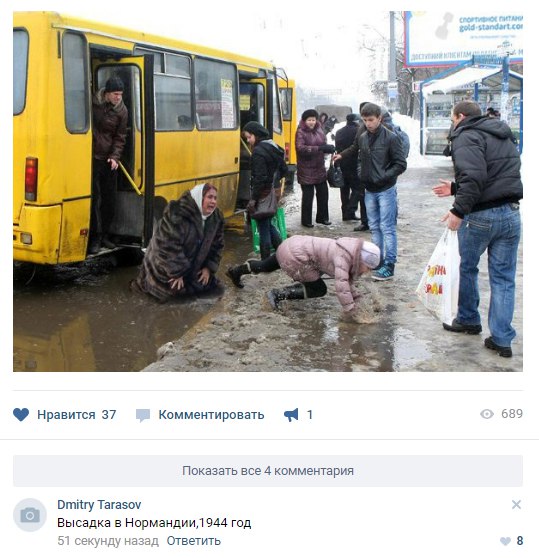 СПОРТИВНОЕ ПИТАНИЕ
gold-standart.com
Нравится 37
Комментировать
1
689
Показать все 4 комментария
Dmitry Tarasov
Высадка в Нормандии,1944 год
51 секунду назад Ответить
8